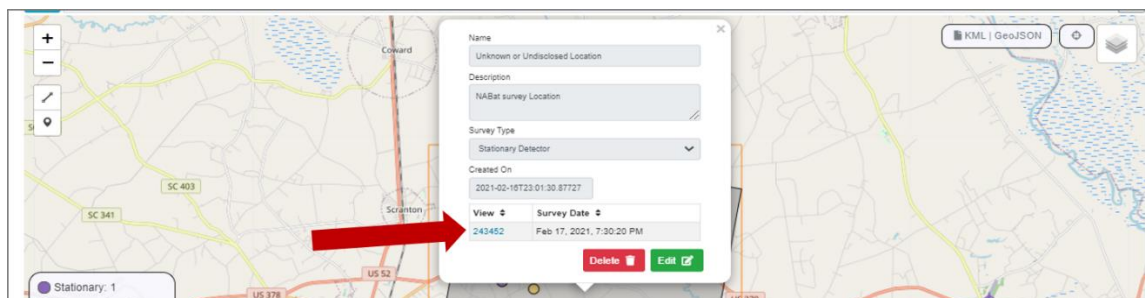 +
−
Coward
SC 403
SC 341
Scranton
US 52
US 378
Stationary: 1
Name
Unknown or Undisclosed Location
Description
NABat survey Location
Survey Type
Stationary Detector
Created On
2021-02-16T23:01:30.87727
View Survey Date
243452 Feb 17, 2021, 7:30:20 PM
Delete Edit
×
KML | GeoJSON